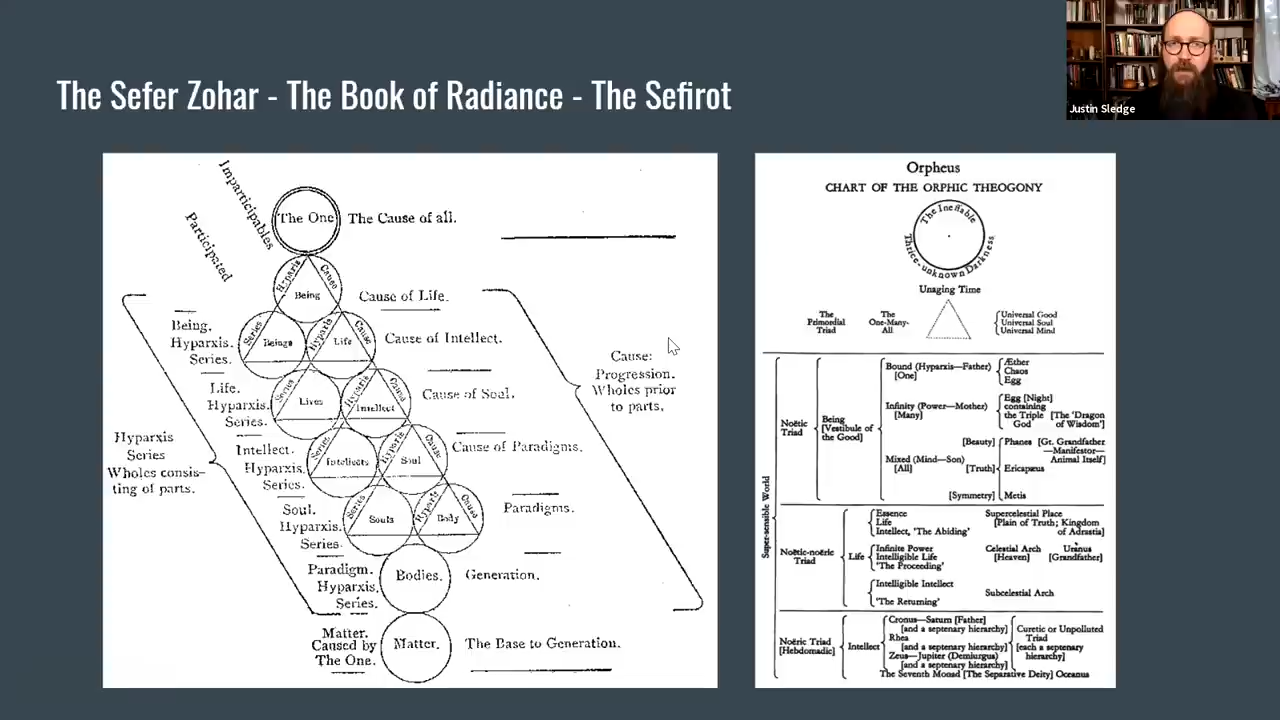 The Sefer Zohar - The Book of Radiance - The Sefirot
Justin Sledge
Imparticipables
Participated
The One
The Cause of all.
Hyparxis
Cause
Being
Cause of Life.
Being.
Hyparxis.
Series.
Series
Beings
Hyparxis
Cause
Life
Cause of Intellect.
Life.
Hyparxis.
Series.
Series
Lives
Hyparxis
Cause
Intellect
Cause of Soul.
Intellect.
Hyparxis.
Series.
Series
Intellects
Hyparxis
Cause
Soul
Cause of Paradigms.
Soul.
Hyparxis.
Series.
Series
Souls
Hyparxis
Cause
Body
Paradigms.
Paradigm.
Hyparxis.
Series.
Bodies.
Generation.
Matter.
Caused by
The One.
Matter.
The Base to Generation.
Hyparxis
Series
Wholes consis-
ting of parts.
Cause:
Progression.
Wholes prior
to parts.
Orpheus
CHART OF THE ORPHIC THEOGONY
The Ineffable
Thrice-unknown Darkness
Unaging Time
The
Primordial
Triad
The
One-Many-
All
Universal Good
Universal Soul
Universal Mind
Super-sensible World
Noëtic
Triad
Being
[Vestibule of
the Good]
Bound (Hyparxis—Father)
[One]
Æther
Chaos
Egg
Infinity (Power—Mother)
[Many]
Egg [Night]
containing
the Triple
God
[The 'Dragon
of Wisdom']
Mixed (Mind—Son)
[All]
[Beauty]
[Truth]
[Symmetry]
Phanes
[Gt. Grandfather
—Manifestor—
Animal Itself]
Ericapæus
Metis
Noëtic-noëric
Triad
Life
Essence
Life
Intellect, 'The Abiding'
Supercelestial Place
[Plain of Truth; Kingdom
of Adrastia]
Infinite Power
Intelligible Life
'The Proceeding'
Celestial Arch
[Heaven]
Uranus
[Grandfather]
Intelligible Intellect
'The Returning'
Subcelestial Arch
Noëric Triad
[Hebdomadic]
Intellect
Cronus—Saturn [Father]
[and a septenary hierarchy]
Rhea
[and a septenary hierarchy]
Zeus—Jupiter (Demiurgus)
[and a septenary hierarchy]
Curetic or Unpolluted
Triad
[each a septenary
hierarchy]
The Seventh Monad [The Separative Deity] Oceanus